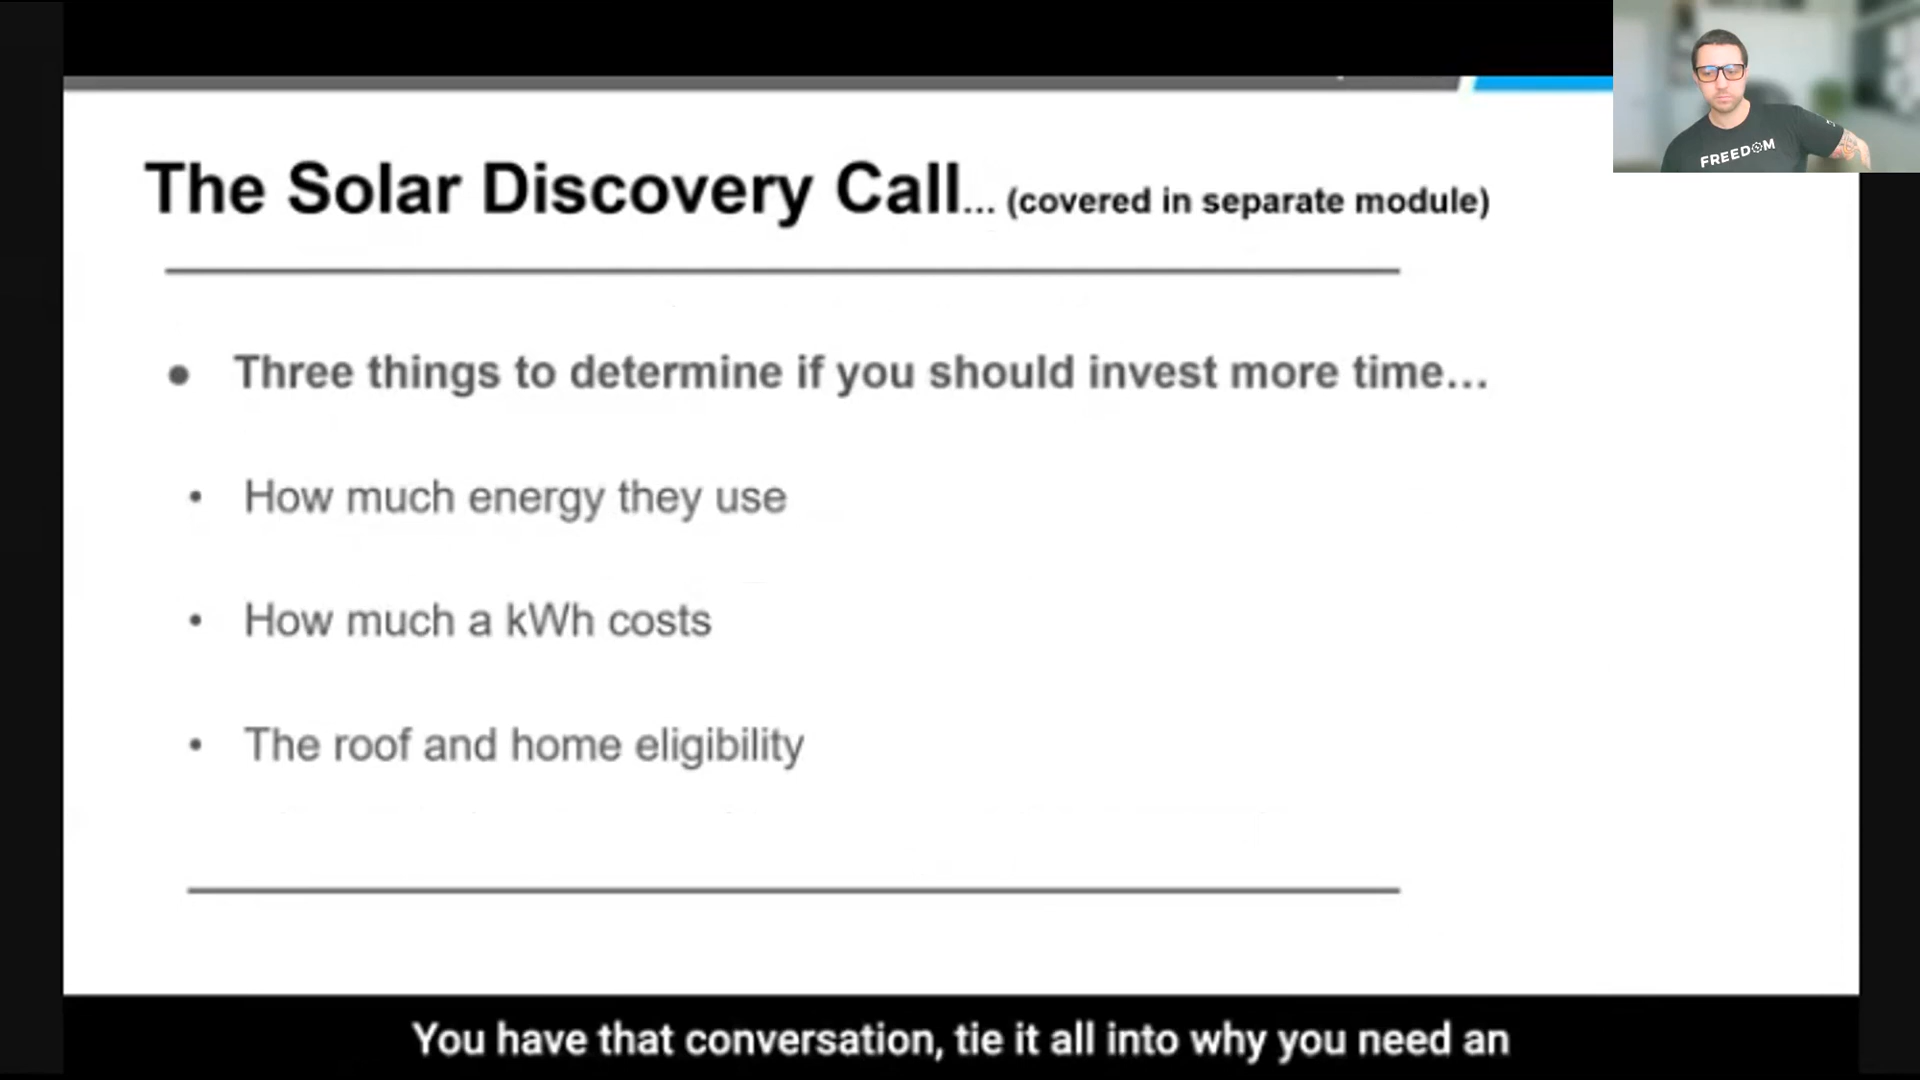 FREEDOM
The Solar Discovery Call... (covered in separate module)
● Three things to determine if you should invest more time...
• How much energy they use
• How much a kWh costs
• The roof and home eligibility
You have that conversation, tie it all into why you need an